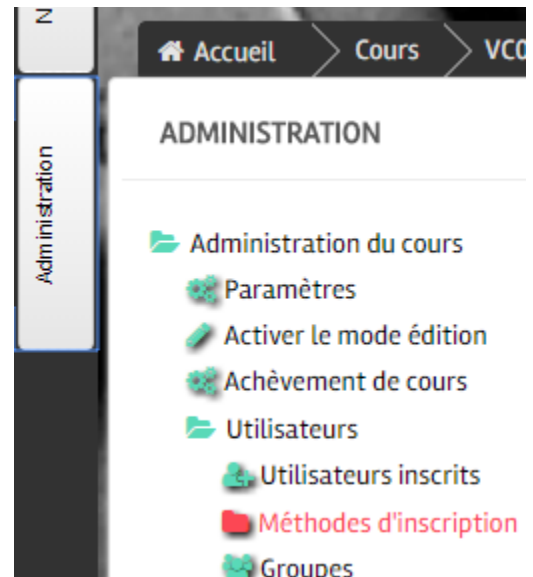 Accueil Cours VC0
ADMINISTRATION
Administration
Administration du cours
Paramètres
Activer le mode édition
Achèvement de cours
Utilisateurs
Utilisateurs inscrits
Méthodes d'inscription
Groupes